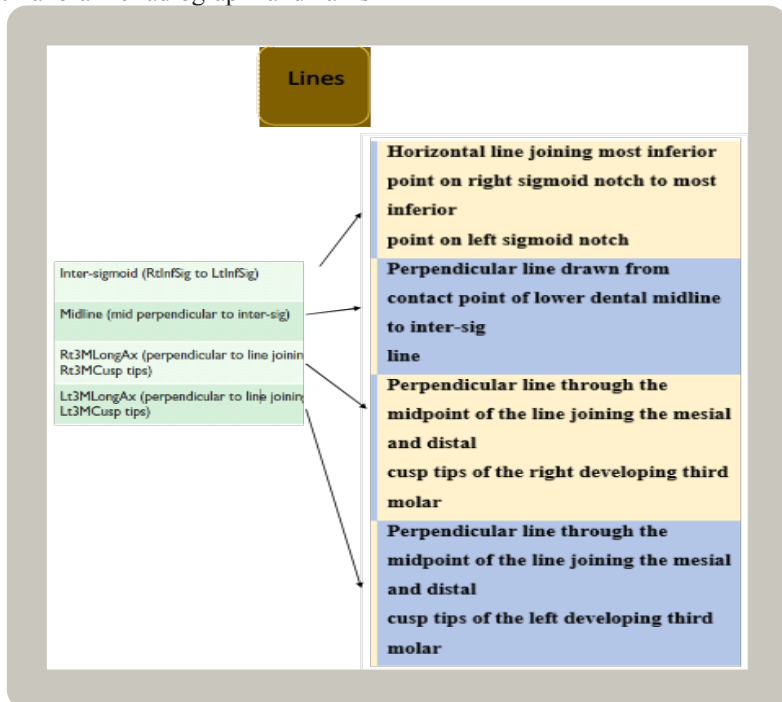 Lines
Inter-sigmoid (RtInfSig to LtInfSig)
Midline (mid perpendicular to inter-sig)
Rt3MLongAx (perpendicular to line joinin
Rt3MCusp tips)
Lt3MLongAx (perpendicular to line joining
Lt3MCusp tips)
Horizontal line joining most inferior
point on right sigmoid notch to most
inferior
point on left sigmoid notch
Perpendicular line drawn from
contact point of lower dental midline
to inter-sig
line
Perpendicular line through the
midpoint of the line joining the mesial
and distal
cusp tips of the right developing third
molar
Perpendicular line through the
midpoint of the line joining the mesial
and distal
cusp tips of the left developing third
molar